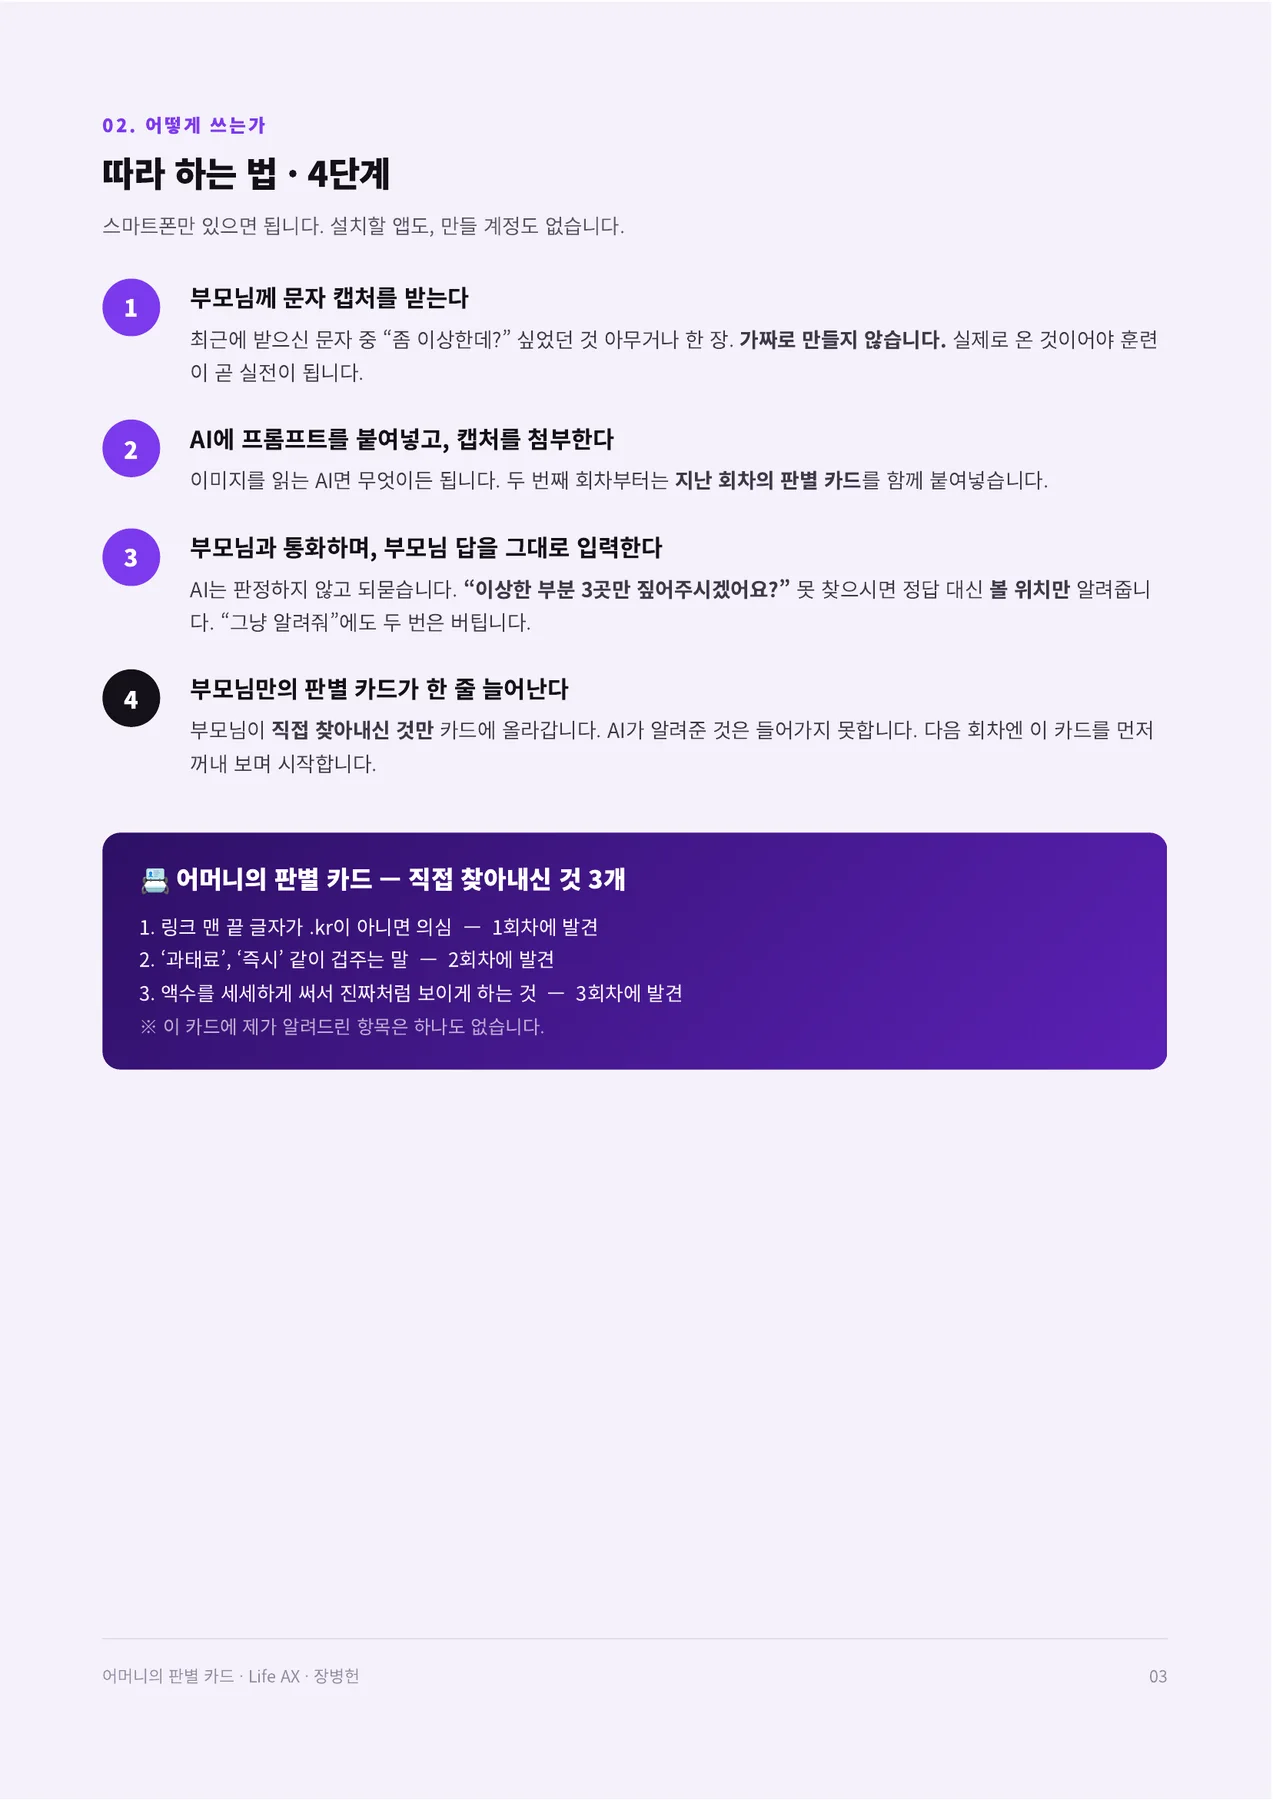 02. 어떻게 쓰는가
따라 하는 법 · 4단계
스마트폰만 있으면 됩니다. 설치할 앱도, 만들 계정도 없습니다.
1
부모님께 문자 캡처를 받는다
최근에 받으신 문자 중 “좀 이상한데?” 싶었던 것 아무거나 한 장. 가짜로 만들지 않습니다. 실제로 온 것이어야 훈련
이 곧 실전이 됩니다.
2
AI에 프롬프트를 붙여넣고, 캡처를 첨부한다
이미지를 읽는 AI면 무엇이든 됩니다. 두 번째 회차부터는 지난 회차의 판별 카드를 함께 붙여넣습니다.
3
부모님과 통화하며, 부모님 답을 그대로 입력한다
AI는 판정하지 않고 되묻습니다. “이상한 부분 3곳만 짚어주시겠어요?” 못 찾으시면 정답 대신 볼 위치만 알려줍니
다. “그냥 알려줘”에도 두 번은 버팁니다.
4
부모님만의 판별 카드가 한 줄 늘어난다
부모님이 직접 찾아내신 것만 카드에 올라갑니다. AI가 알려준 것은 들어가지 못합니다. 다음 회차엔 이 카드를 먼저
꺼내 보며 시작합니다.
📇 어머니의 판별 카드 — 직접 찾아내신 것 3개
1. 링크 맨 끝 글자가 .kr이 아니면 의심 — 1회차에 발견
2. ‘과태료’, ‘즉시’ 같이 겁주는 말 — 2회차에 발견
3. 액수를 세세하게 써서 진짜처럼 보이게 하는 것 — 3회차에 발견
※ 이 카드에 제가 알려드린 항목은 하나도 없습니다.
어머니의 판별 카드 · Life AX · 장병헌
03